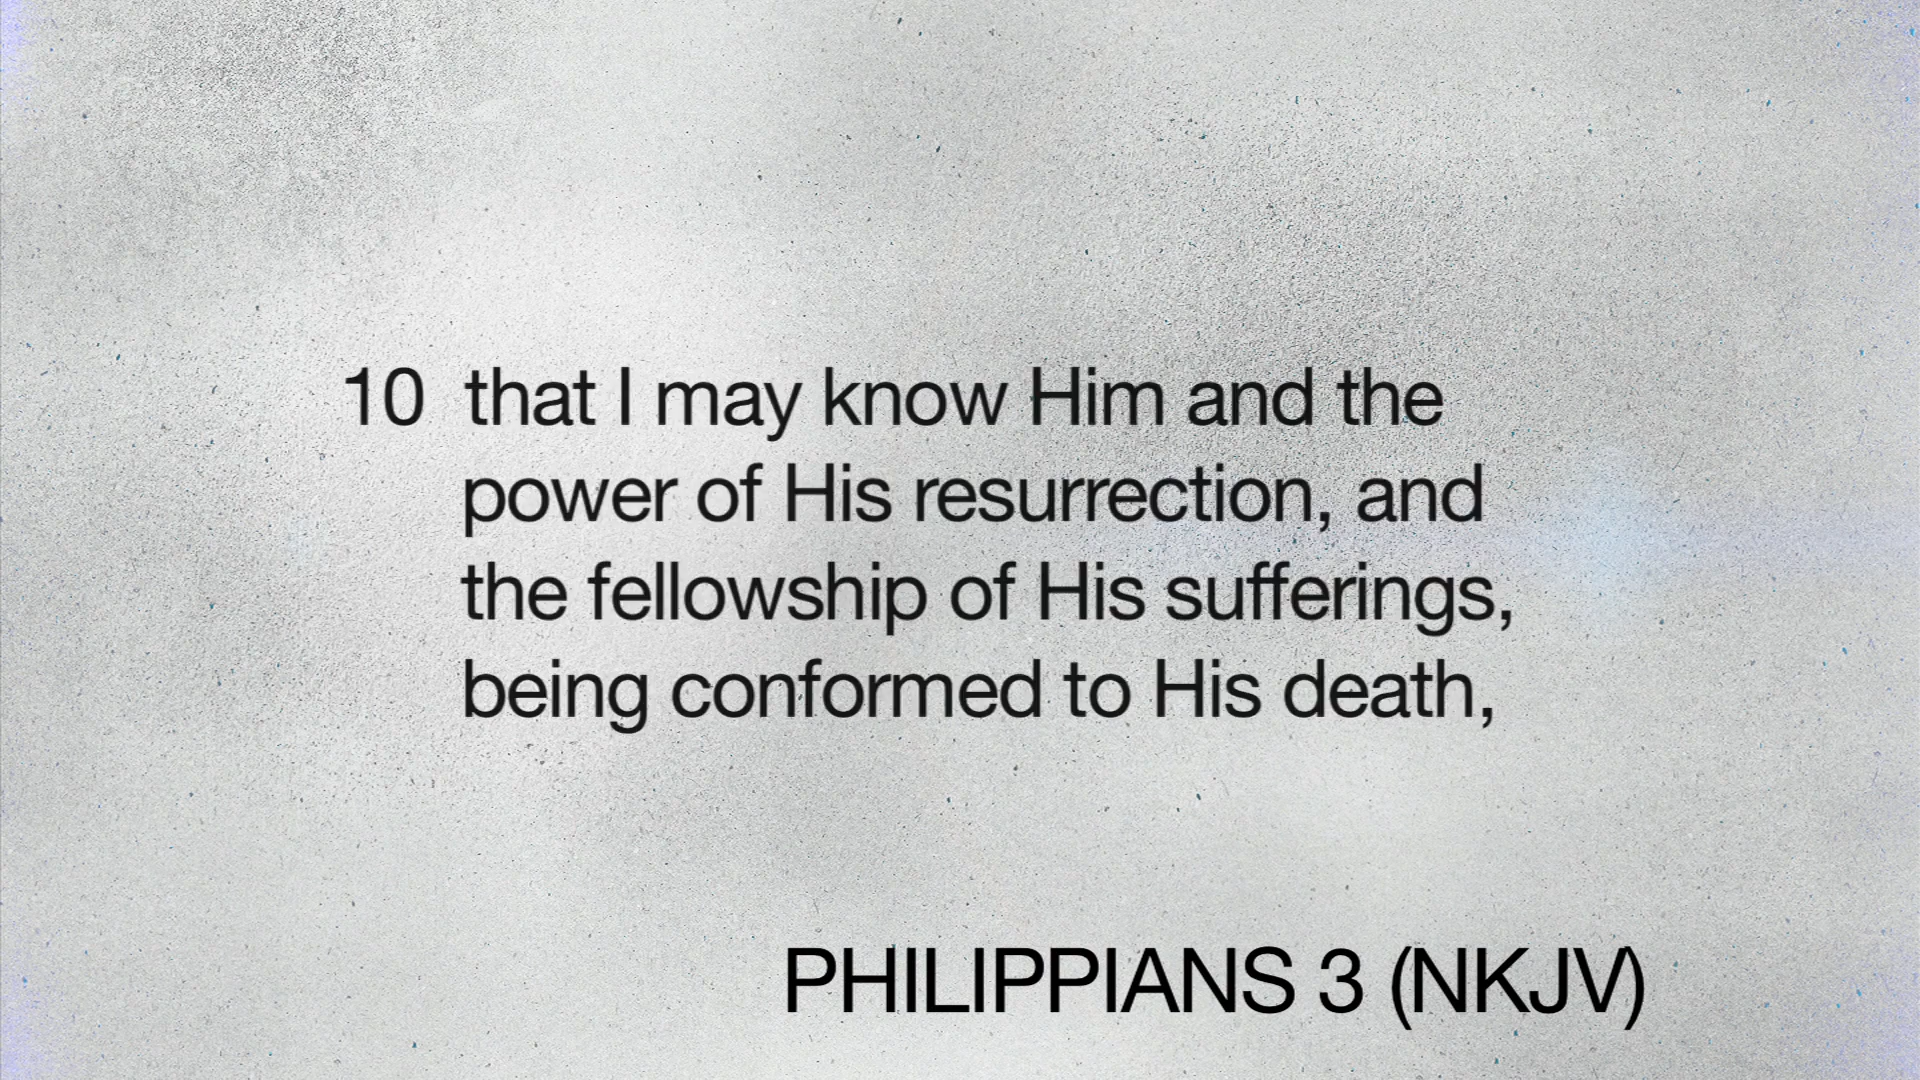 10 that I may know Him and the
power of His resurrection, and
the fellowship of His sufferings,
being conformed to His death,
PHILIPPIANS 3 (NKJV)